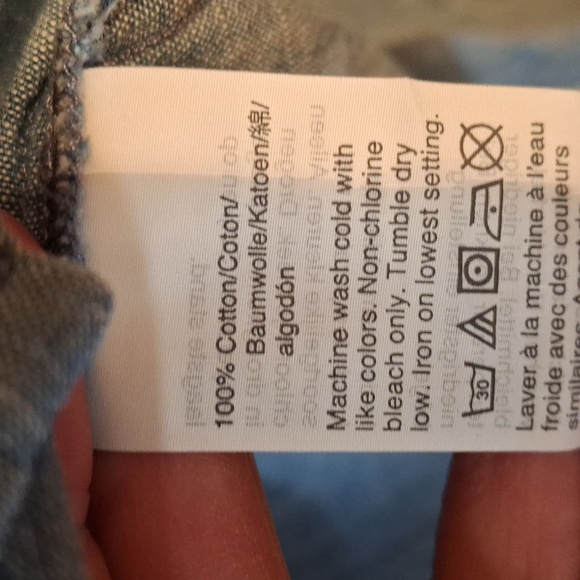 100% Cotton/Coton/
Baumwolle/Katoen/綿/
algodón
Machine wash cold with
like colors. Non-chlorine
bleach only. Tumble dry
low. Iron on lowest setting.
30
Laver à la machine à l'eau
froide avec des couleurs